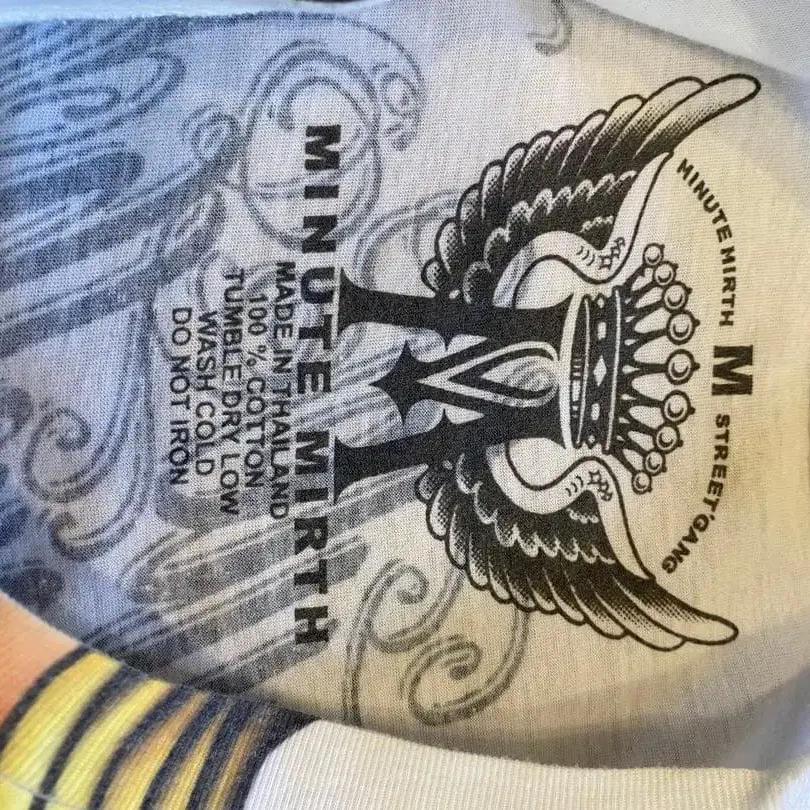 MINUTE MIRTH M STREET'GANG
M
MINUTE MIRTH
MADE IN THAILAND
100 % COTTON
TUMBLE DRY LOW
WASH COLD
DO NOT IRON